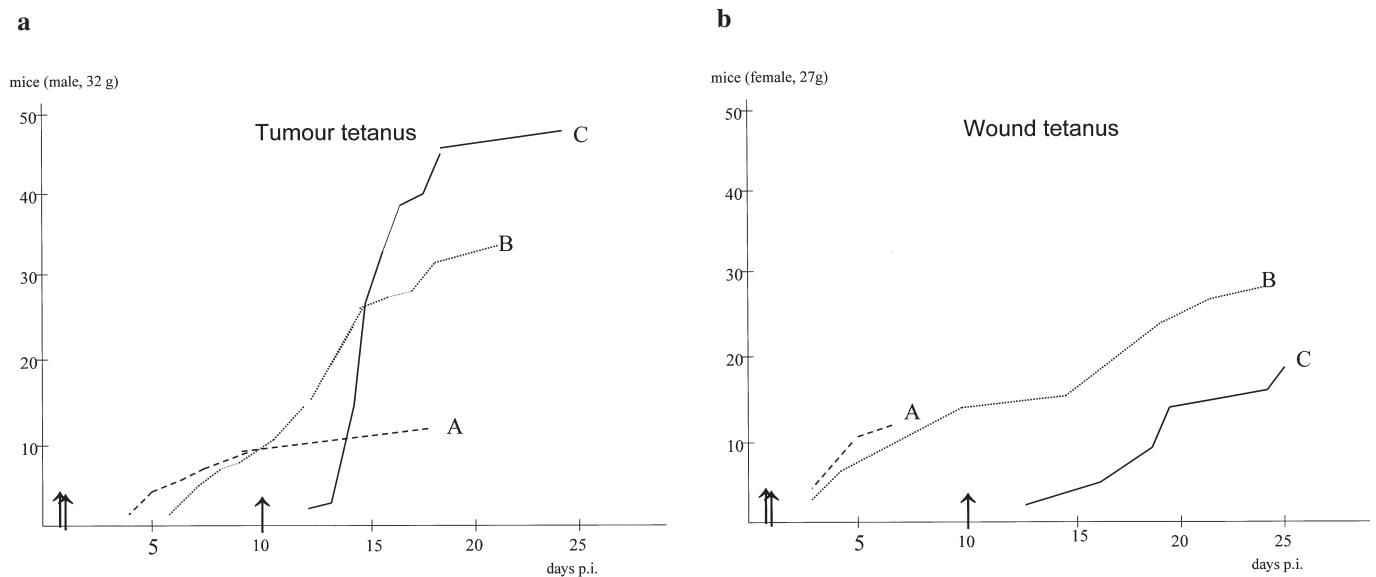 a
mice (male, 32 g)
50
40
30
20
10
Tumour tetanus
C
B
A
5
10
15
20
25
days p.i.
b
mice (female, 27g)
50
40
30
20
10
Wound tetanus
B
C
A
5
10
15
20
25
days p.i.